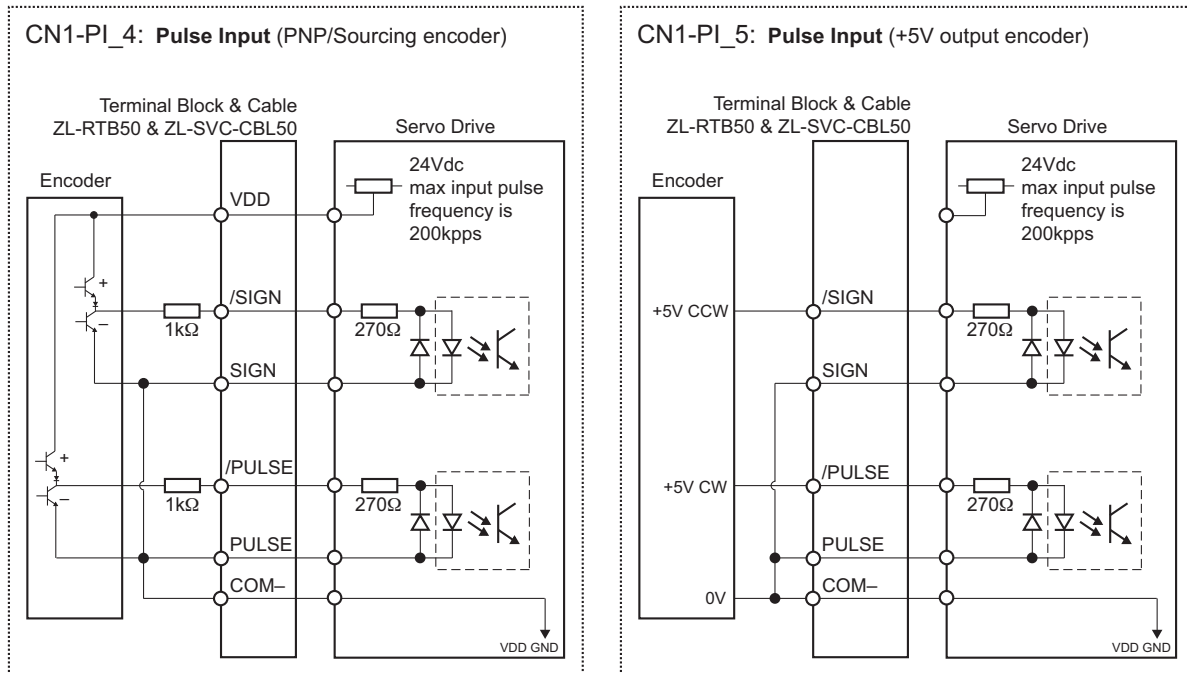 CN1-PI_4: Pulse Input (PNP/Sourcing encoder)
Terminal Block & Cable
ZL-RTB50 & ZL-SVC-CBL50
Servo Drive
Encoder
24Vdc
max input pulse
frequency is
200kpps
VDD
+
–
/SIGN
1kΩ
270Ω
SIGN
+
–
/PULSE
1kΩ
270Ω
PULSE
COM–
VDD GND
CN1-PI_5: Pulse Input (+5V output encoder)
Terminal Block & Cable
ZL-RTB50 & ZL-SVC-CBL50
Servo Drive
Encoder
24Vdc
max input pulse
frequency is
200kpps
+5V CCW
/SIGN
270Ω
SIGN
+5V CW
/PULSE
270Ω
PULSE
0V
COM–
VDD GND